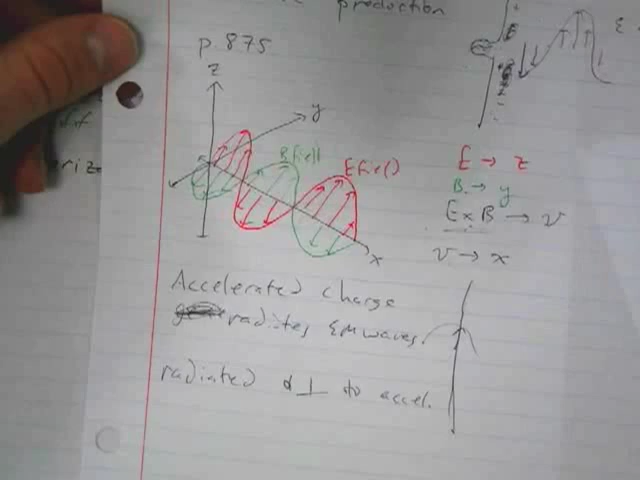 production
p. 875
z
y
B field
E field
x
E → z
B → y
E × B → v
v → x
Accelerated charge
radiates EM waves.
radiated α ⊥ to accel.
E